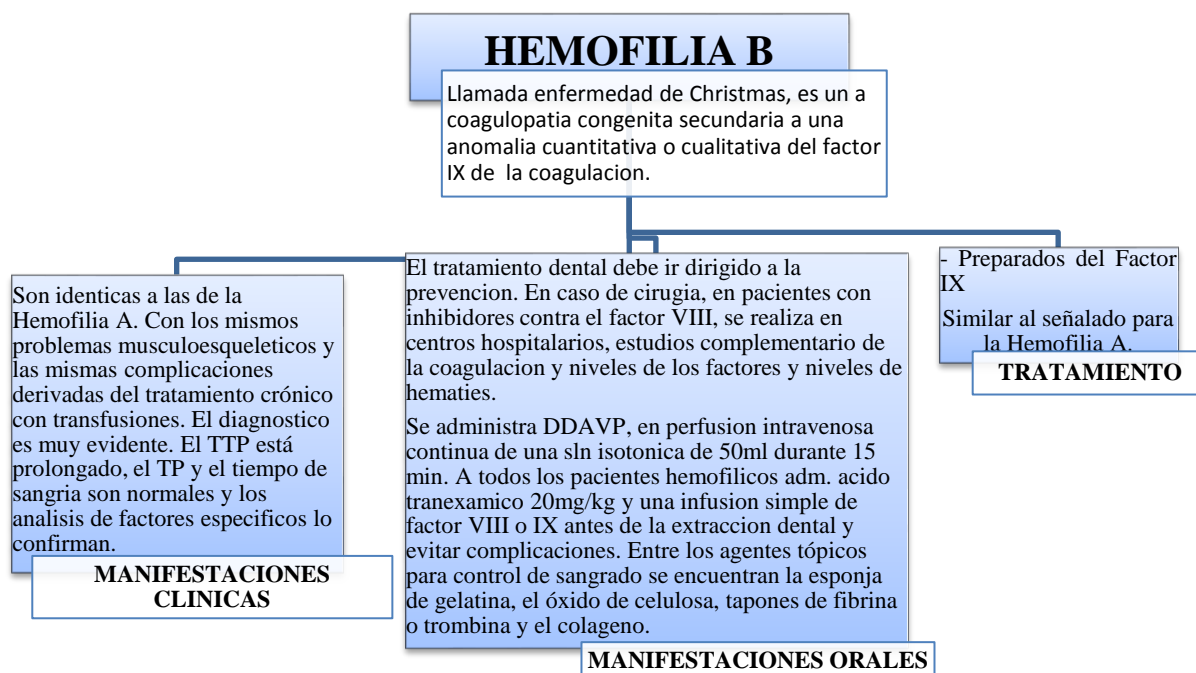 HEMOFILIA B
Llamada enfermedad de Christmas, es un a
coagulopatia congenita secundaria a una
anomalia cuantitativa o cualitativa del factor
IX de la coagulacion.
Son identicas a las de la
Hemofilia A. Con los mismos
problemas musculoesqueleticos y
las mismas complicaciones
derivadas del tratamiento crónico
con transfusiones. El diagnostico
es muy evidente. El TTP está
prolongado, el TP y el tiempo de
sangria son normales y los
analisis de factores especificos lo
confirman.
MANIFESTACIONES
CLINICAS
El tratamiento dental debe ir dirigido a la
prevencion. En caso de cirugia, en pacientes con
inhibidores contra el factor VIII, se realiza en
centros hospitalarios, estudios complementario de
la coagulacion y niveles de los factores y niveles de
hematies.
Se administra DDAVP, en perfusion intravenosa
continua de una sln isotonica de 50ml durante 15
min. A todos los pacientes hemofilicos adm. acido
tranexamico 20mg/kg y una infusion simple de
factor VIII o IX antes de la extraccion dental y
evitar complicaciones. Entre los agentes tópicos
para control de sangrado se encuentran la esponja
de gelatina, el óxido de celulosa, tapones de fibrina
o trombina y el colageno.
MANIFESTACIONES ORALES
- Preparados del Factor
IX
Similar al señalado para
la Hemofilia A.
TRATAMIENTO